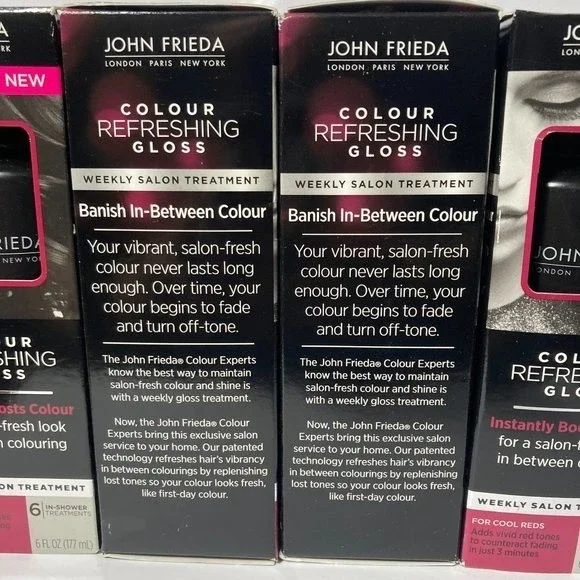 NEW
FRIEDA
NEW YOR
SHING
SS
sts Colour
-fresh look
n colouring
TREATMENT
6 IN-SHOWER
TREATMENTS
6 FL OZ (177 mL)
JOHN FRIEDA
LONDON PARIS NEW YORK
COLOUR
REFRESHING
GLOSS
WEEKLY SALON TREATMENT
Banish In-Between Colour
Your vibrant, salon-fresh
colour never lasts long
enough. Over time, your
colour begins to fade
and turn off-tone.
The John Frieda® Colour Experts
know the best way to maintain
salon-fresh colour and shine is
with a weekly gloss treatment.
Now, the John Frieda® Colour
Experts bring this exclusive salon
service to your home. Our patented
technology refreshes hair's vibrancy
in between colourings by replenishing
lost tones so your colour looks fresh,
like first-day colour.
JOHN FRIEDA
LONDON PARIS NEW YORK
COLOUR
REFRESHING
GLOSS
WEEKLY SALON TREATMENT
Banish In-Between Colour
Your vibrant, salon-fresh
colour never lasts long
enough. Over time, your
colour begins to fade
and turn off-tone.
The John Frieda® Colour Experts
know the best way to maintain
salon-fresh colour and shine is
with a weekly gloss treatment.
Now, the John Frieda® Colour
Experts bring this exclusive salon
service to your home. Our patented
technology refreshes hair's vibrancy
in between colourings by replenishing
lost tones so your colour looks fresh,
like first-day colour.
JO
LONDON
JOHN
LONDON
COL
REFRE
GLO
Instantly Boo
for a salon-f
in between c
WEEKLY SALON T
FOR COOL REDS
Adds vivid red tones
to counteract fading
in just 3 minutes